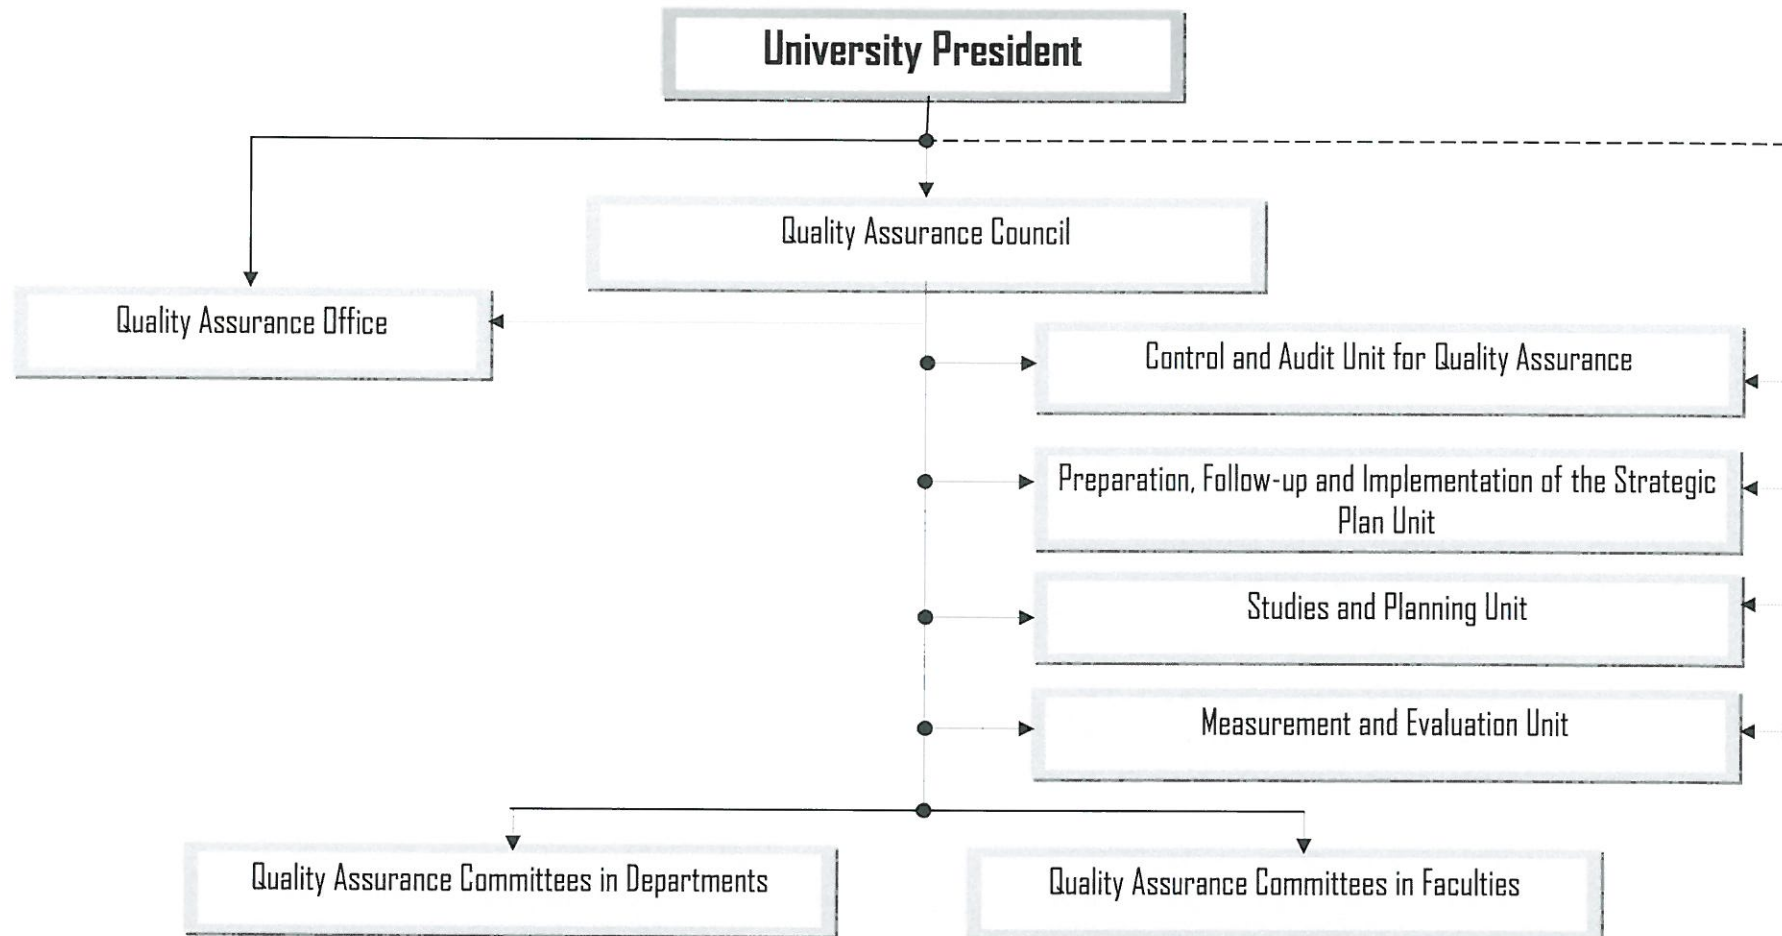 University President
Quality Assurance Council
Quality Assurance Office
Control and Audit Unit for Quality Assurance
Preparation, Follow-up and Implementation of the Strategic
Plan Unit
Studies and Planning Unit
Measurement and Evaluation Unit
Quality Assurance Committees in Departments
Quality Assurance Committees in Faculties